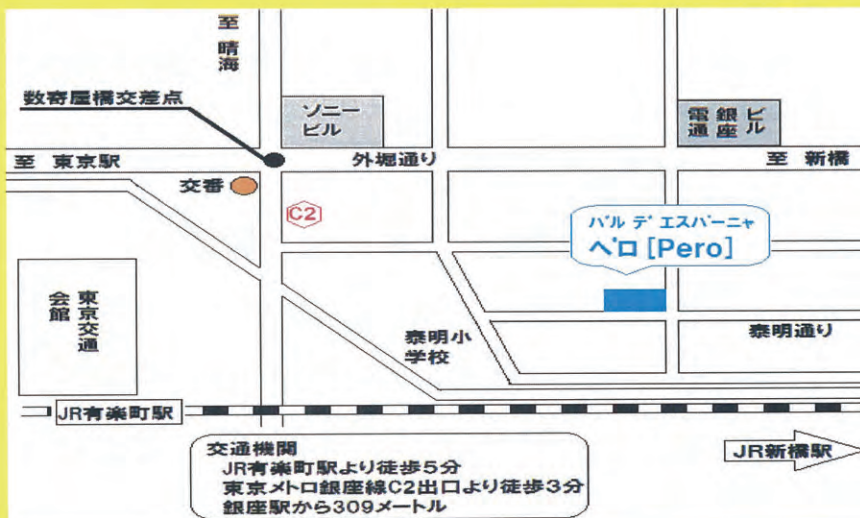 至 晴海
数寄屋橋交差点
ソニー
ビル
電通
銀座
ビル
至 東京駅
外堀通り
至 新橋
交番
C2
バル デ エスパーニャ
ペロ [Pero]
東京交通
会館
泰明小
学校
泰明通り
JR有楽町駅
交通機関
JR有楽町駅より徒歩5分
東京メトロ銀座線C2出口より徒歩3分
銀座駅から309メートル
JR新橋駅